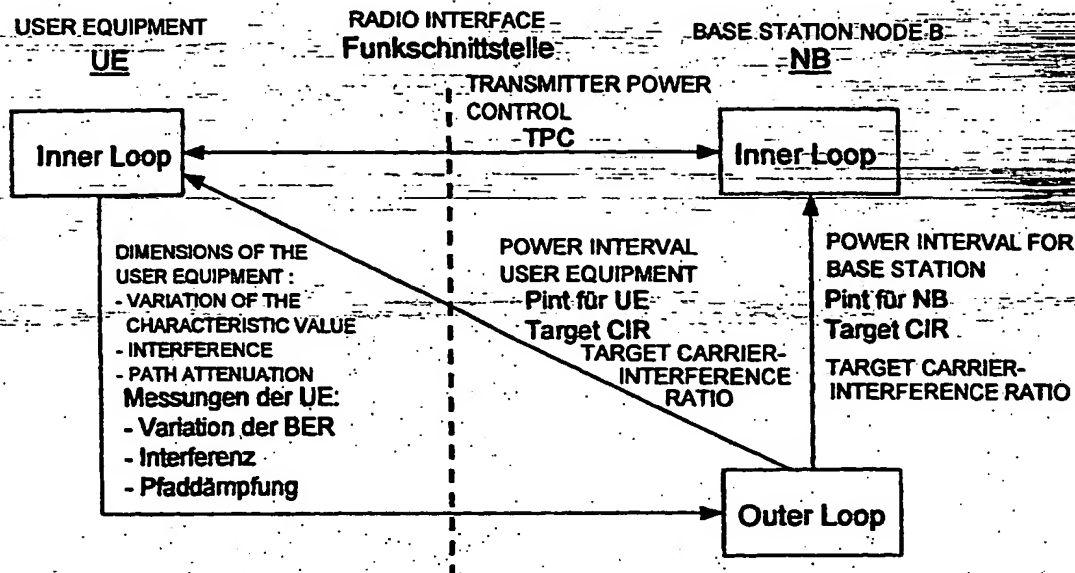 USER EQUIPMENT
UE
RADIO INTERFACE
Funkschnittstelle
BASE STATION NODE B
NB
TRANSMITTER POWER
CONTROL
TPC
Inner Loop
Inner Loop
DIMENSIONS OF THE
USER EQUIPMENT :
- VARIATION OF THE
CHARACTERISTIC VALUE
- INTERFERENCE
- PATH ATTENUATION
Messungen der UE:
- Variation der BER
- Interferenz
- Pfaddämpfung
POWER INTERVAL
USER EQUIPMENT
Pint für UE
Target CIR
TARGET CARRIER-
INTERFERENCE
RATIO
POWER INTERVAL FOR
BASE STATION
Pint für NB
Target CIR
TARGET CARRIER-
INTERFERENCE RATIO
Outer Loop